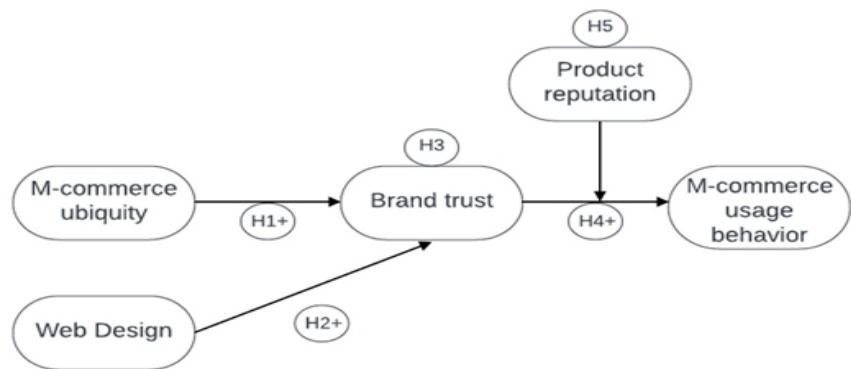 H5
Product
reputation
H3
M-commerce
ubiquity
H1+
Brand trust
H4+
M-commerce
usage
behavior
Web Design
H2+